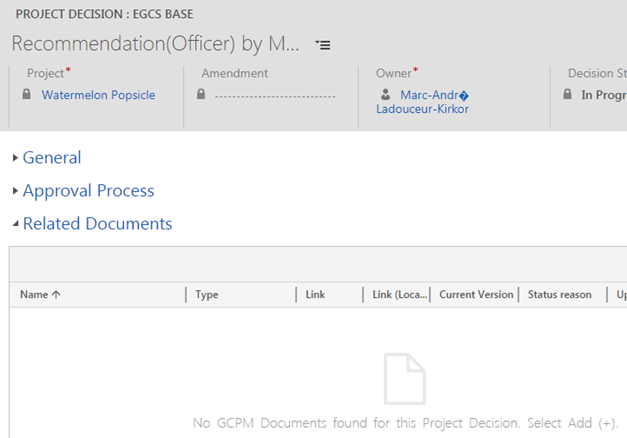 PROJECT DECISION : EGCS BASE
Recommendation(Officer) by M...
Project*
Amendment
Owner*
Decision St
Watermelon Popsicle
--------------------------
Marc-Andr�
Ladouceur-Kirkor
In Progr
General
Approval Process
Related Documents
Name ↑ Type Link Link (Loca... Current Version Status reason Up
No GCPM Documents found for this Project Decision. Select Add (+).